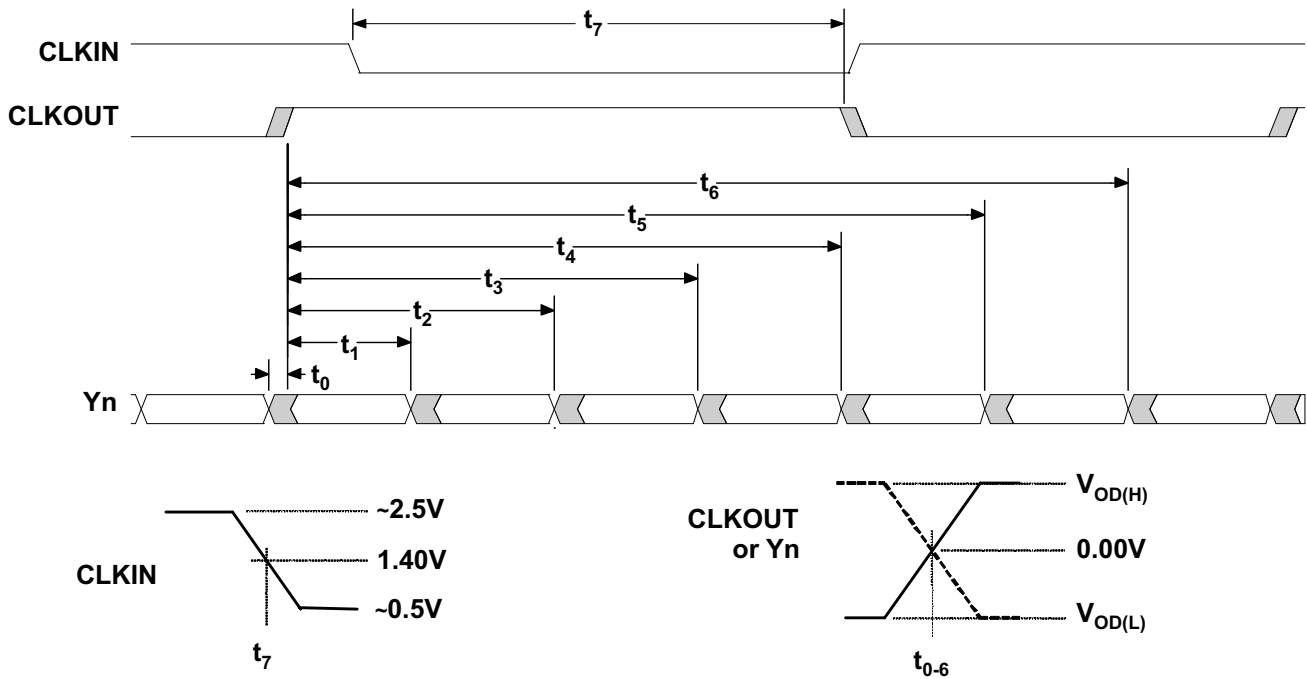 t7
CLKIN
CLKOUT
t6
t5
t4
t3
t2
t1
t0
Yn
~2.5V
1.40V
~0.5V
CLKIN
t7
CLKOUT
or Yn
VOD(H)
0.00V
VOD(L)
t0-6